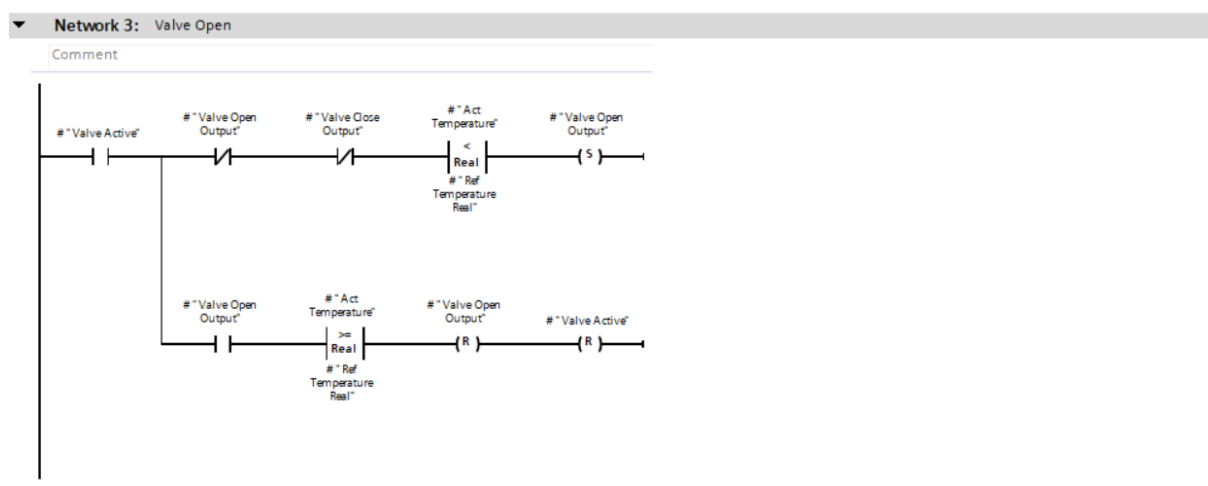 Network 3: Valve Open
Comment
#"Valve Active"
#"Valve Open
Output"
#"Valve Close
Output"
#"Act
Temperature"
<
Real
#"Ref
Temperature
Real"
#"Valve Open
Output"
S
#"Valve Open
Output"
#"Act
Temperature"
>=
Real
#"Ref
Temperature
Real"
#"Valve Open
Output"
R
#"Valve Active"
R